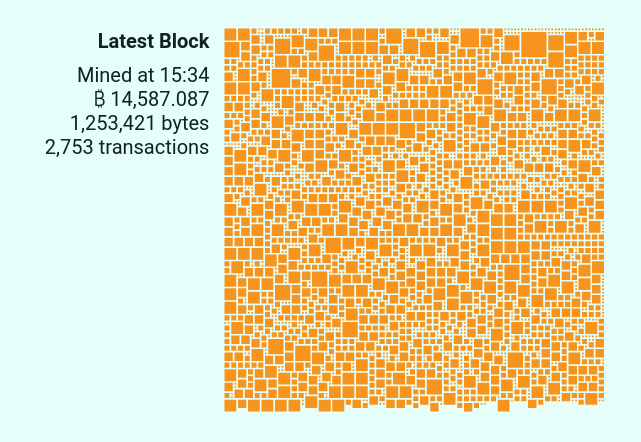 Latest Block
Mined at 15:34
₿ 14,587.087
1,253,421 bytes
2,753 transactions